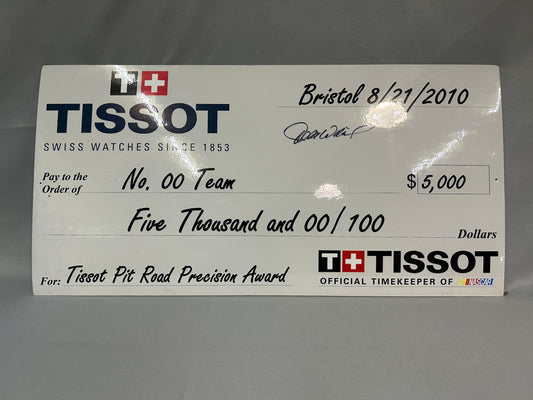 T+
TISSOT
SWISS WATCHES SINCE 1853
Bristol 8/21/2010
Pay to the Order of No. 00 Team $ 5,000
Five Thousand and 00/100 Dollars
For: Tissot Pit Road Precision Award
T+TISSOT
OFFICIAL TIMEKEEPER OF NASCAR